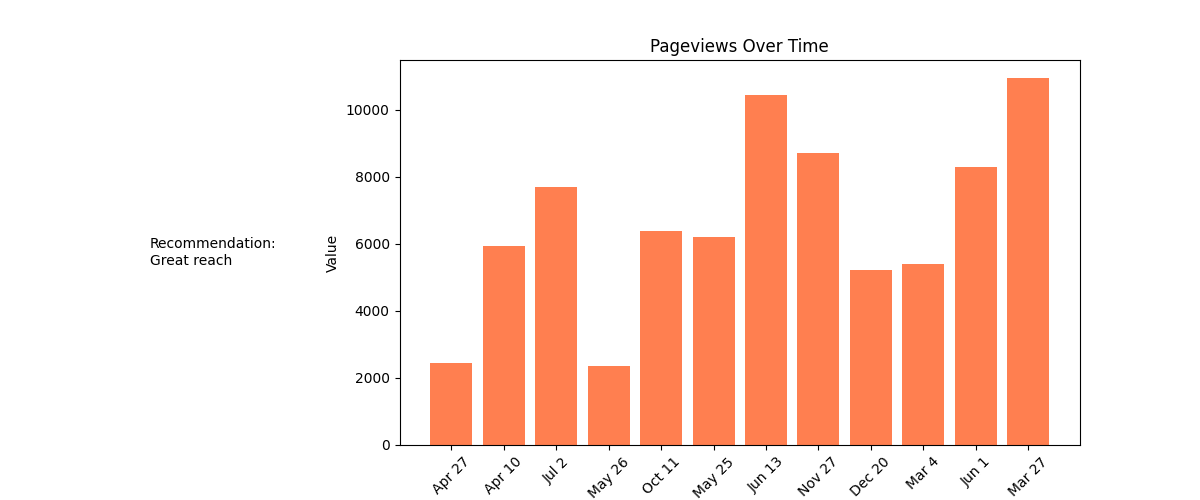 Pageviews Over Time
Recommendation:
Great reach
Value
10000
8000
6000
4000
2000
0
Apr 27
Apr 10
Jul 2
May 26
Oct 11
May 25
Jun 13
Nov 27
Dec 20
Mar 4
Jun 1
Mar 27